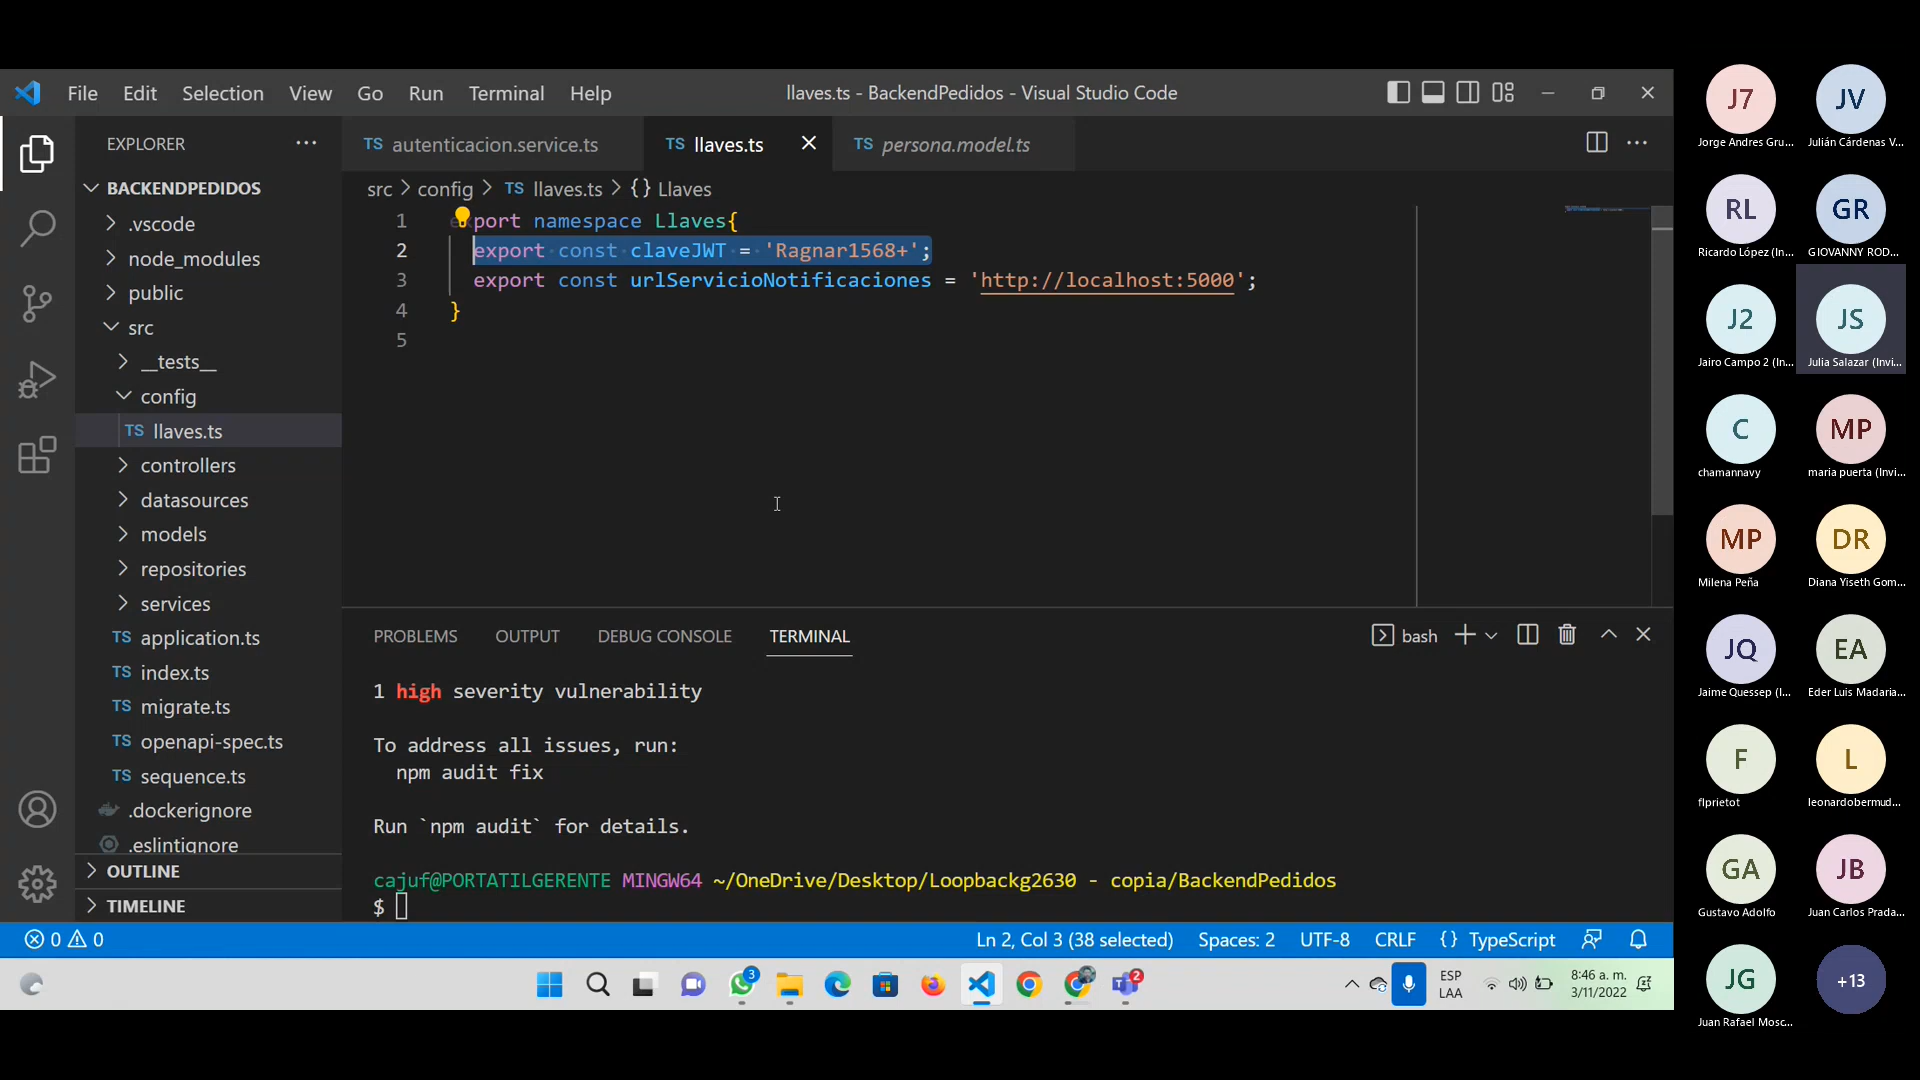 File Edit Selection View Go Run Terminal Help
llaves.ts - BackendPedidos - Visual Studio Code
EXPLORER
TS autenticacion.service.ts
TS llaves.ts
TS persona.model.ts
src > config > TS llaves.ts > {} Llaves
BACKENDPEDIDOS
.vscode
node_modules
public
src
__tests__
config
TS llaves.ts
controllers
datasources
models
repositories
services
TS application.ts
TS index.ts
TS migrate.ts
TS openapi-spec.ts
TS sequence.ts
.dockerignore
.eslintignore
OUTLINE
TIMELINE
1 export namespace Llaves{
2 export const claveJWT = 'Ragnar1568+';
3 export const urlServicioNotificaciones = 'http://localhost:5000';
4 }
5
PROBLEMS OUTPUT DEBUG CONSOLE TERMINAL
bash
1 high severity vulnerability
To address all issues, run:
npm audit fix
Run `npm audit` for details.
cajuf@PORTATILGERENTE MINGW64 ~/OneDrive/Desktop/Loopbackg2630 - copia/BackendPedidos
$
0 0
Ln 2, Col 3 (38 selected) Spaces: 2 UTF-8 CRLF {} TypeScript
3
2
ESP
LAA
8:46 a. m.
3/11/2022
J7 JV
Jorge Andres Gru... Julián Cárdenas V...
RL GR
Ricardo López (In... GIOVANNY ROD...
J2 JS
Jairo Campo 2 (In... Julia Salazar (Invi...
C MP
chamannavy maria puerta (Invi...
MP DR
Milena Peña Diana Yiseth Gom...
JQ EA
Jaime Quessep (I... Eder Luis Madaria...
F L
flprietot leonardobermud...
GA JB
Gustavo Adolfo Juan Carlos Prada...
JG +13
Juan Rafael Mosc...